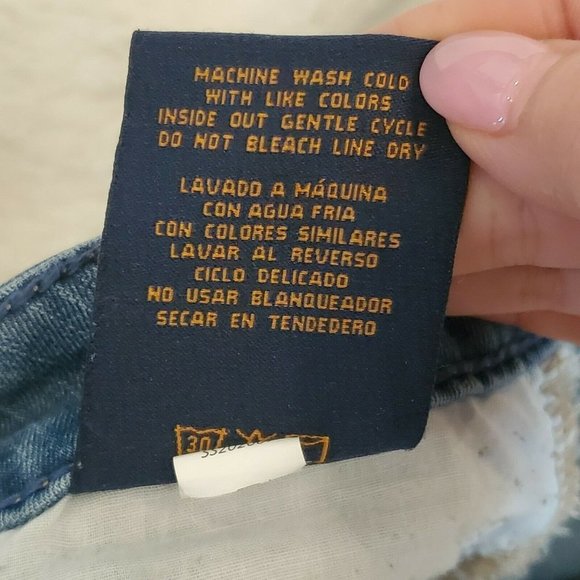 MACHINE WASH COLD
WITH LIKE COLORS
INSIDE OUT GENTLE CYCLE
DO NOT BLEACH LINE DRY
LAVADO A MÁQUINA
CON AGUA FRIA
CON COLORES SIMILARES
LAVAR AL REVERSO
CICLO DELICADO
NO USAR BLANQUEADOR
SECAR EN TENDEDERO
30